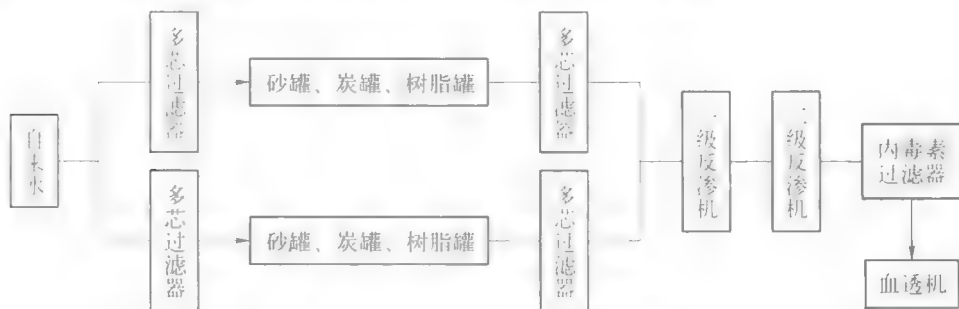 自来水
多芯过滤器
砂罐、炭罐、树脂罐
多芯过滤器
多芯过滤器
砂罐、炭罐、树脂罐
多芯过滤器
级反渗机
级反渗机
内毒素
过滤器
血透机